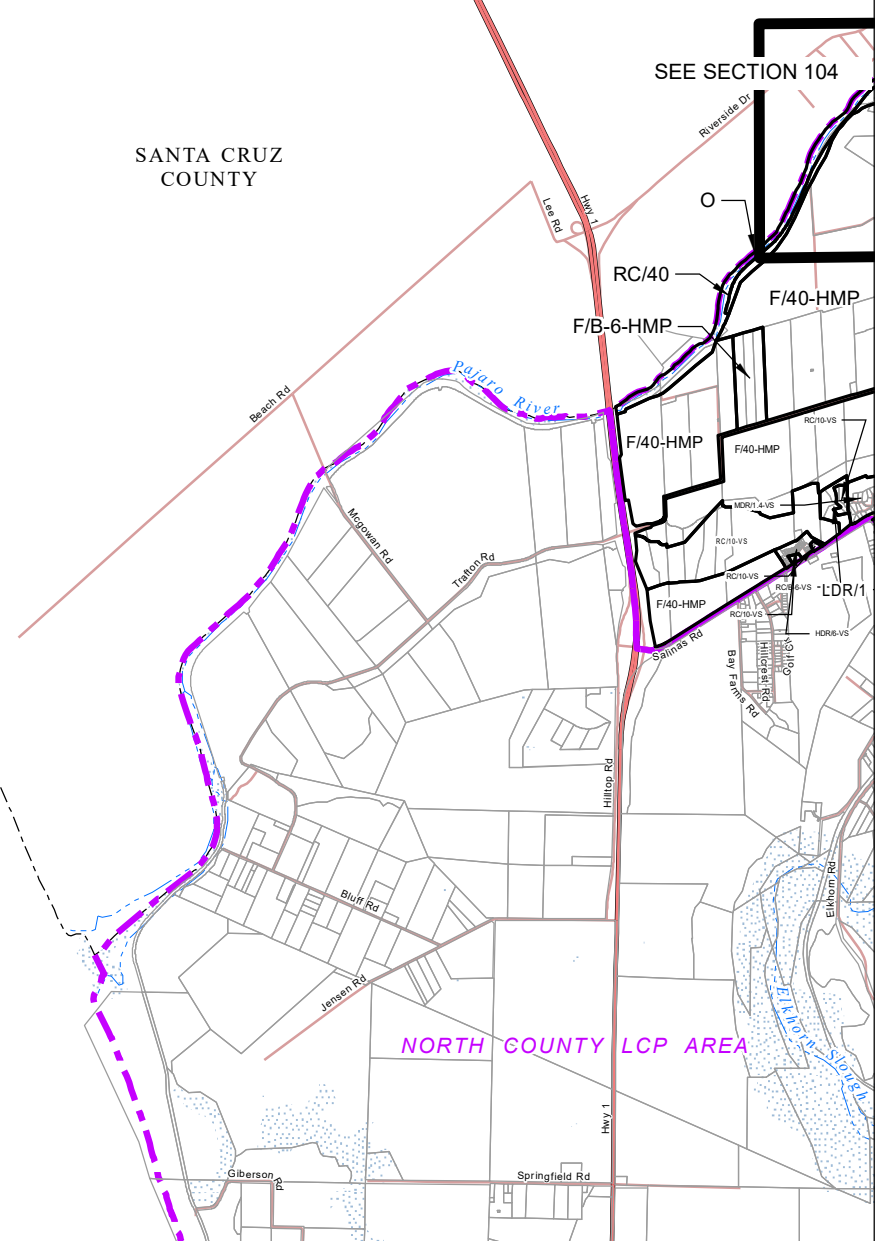 SEE SECTION 104
Riverside Dr
SANTA CRUZ
COUNTY
O
Lee Rd
Hwy 1
RC/40
F/40-HMP
F/B-6-HMP
Pajaro River
Beach Rd
RC/10-VS
F/40-HMP
F/40-HMP
MDR/1.4-VS
Mcgowan Rd
Trafton Rd
RC/10-VS
RC/10-VS
RC/B-6-VS
LDR/1
F/40-HMP
RC/10-VS
HDR/6-VS
Salinas Rd
Bay Farms Rd
Hillcrest Rd
Golf Ck
Hilltop Rd
Elkhorn Rd
Bluff Rd
Jensen Rd
Elkhorn Slough
NORTH COUNTY LCP AREA
Hwy 1
Giberson Rd
Springfield Rd